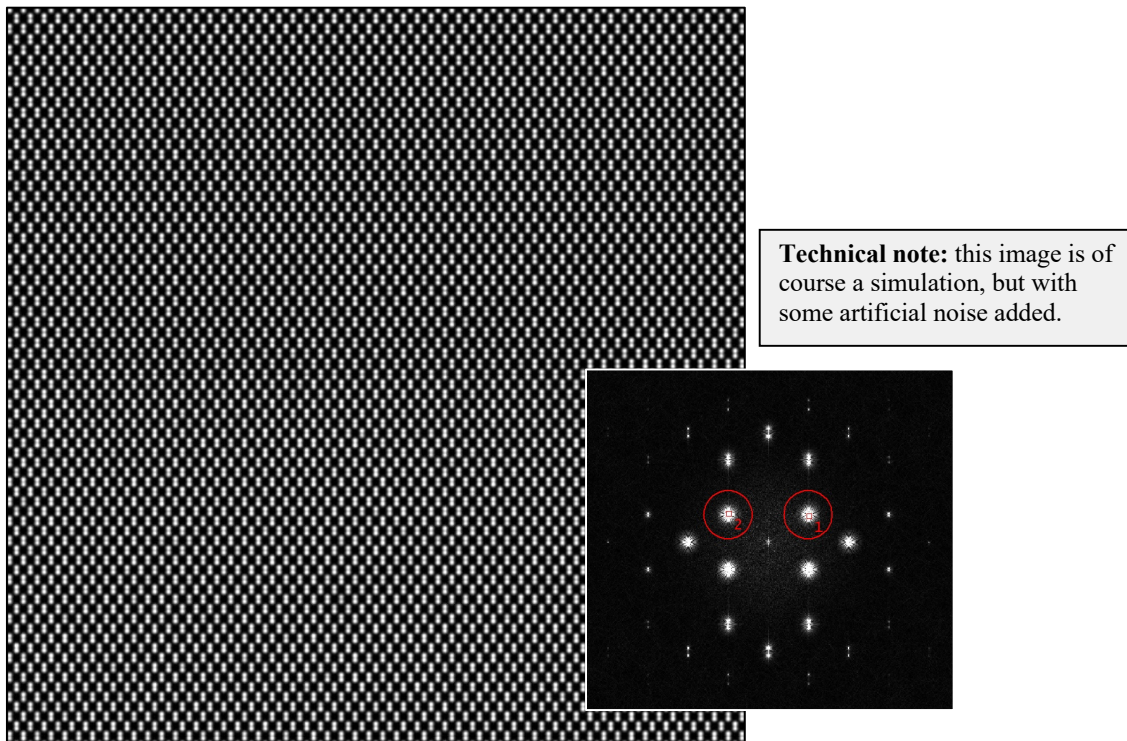 Technical note: this image is of
course a simulation, but with
some artificial noise added.
2
1